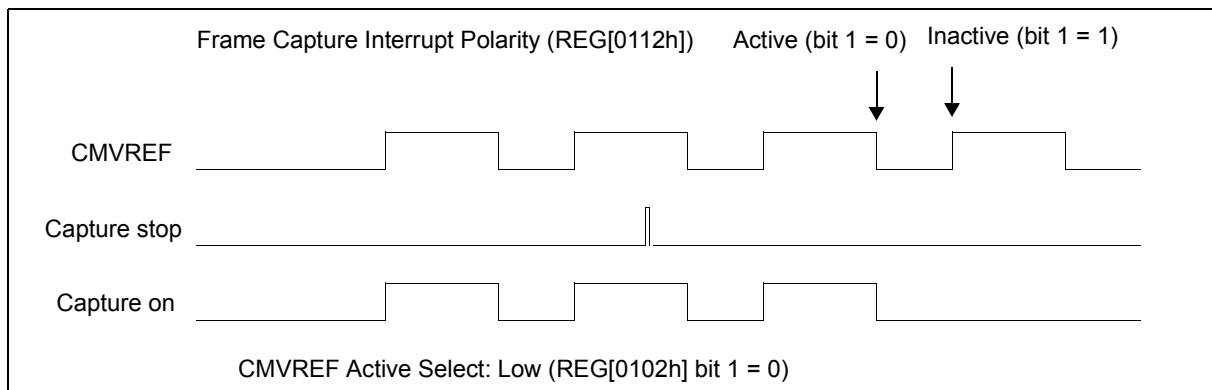 Frame Capture Interrupt Polarity (REG[0112h]) Active (bit 1 = 0) Inactive (bit 1 = 1)
CMVREF
Capture stop
Capture on
CMVREF Active Select: Low (REG[0102h] bit 1 = 0)